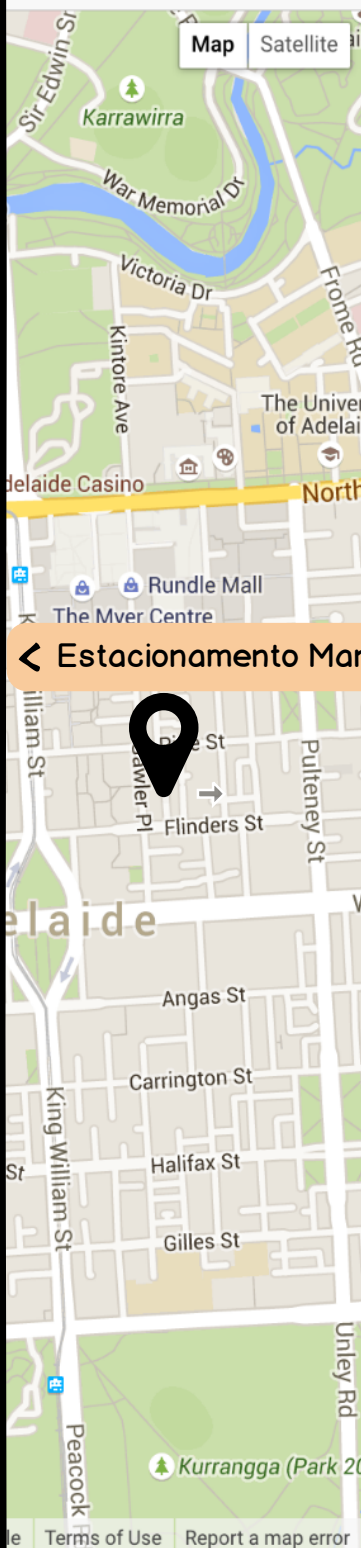 Sir Edwin
Map
Satellite
Karrawirra
War Memorial Dr
Victoria Dr
Frome
Kintore Ave
The Univer
of Adelai
delaide Casino
North
Rundle Mall
The Myer Centre
< Estacionamento Mar
illiam St
St
awler Pl
Flinders St
Pulteney St
elaide
Angas St
Carrington St
King William St
St
Halifax St
Gilles St
Unley Rd
Peacock
Kurrangga (Park 20
le
Terms of Use
Report a map error